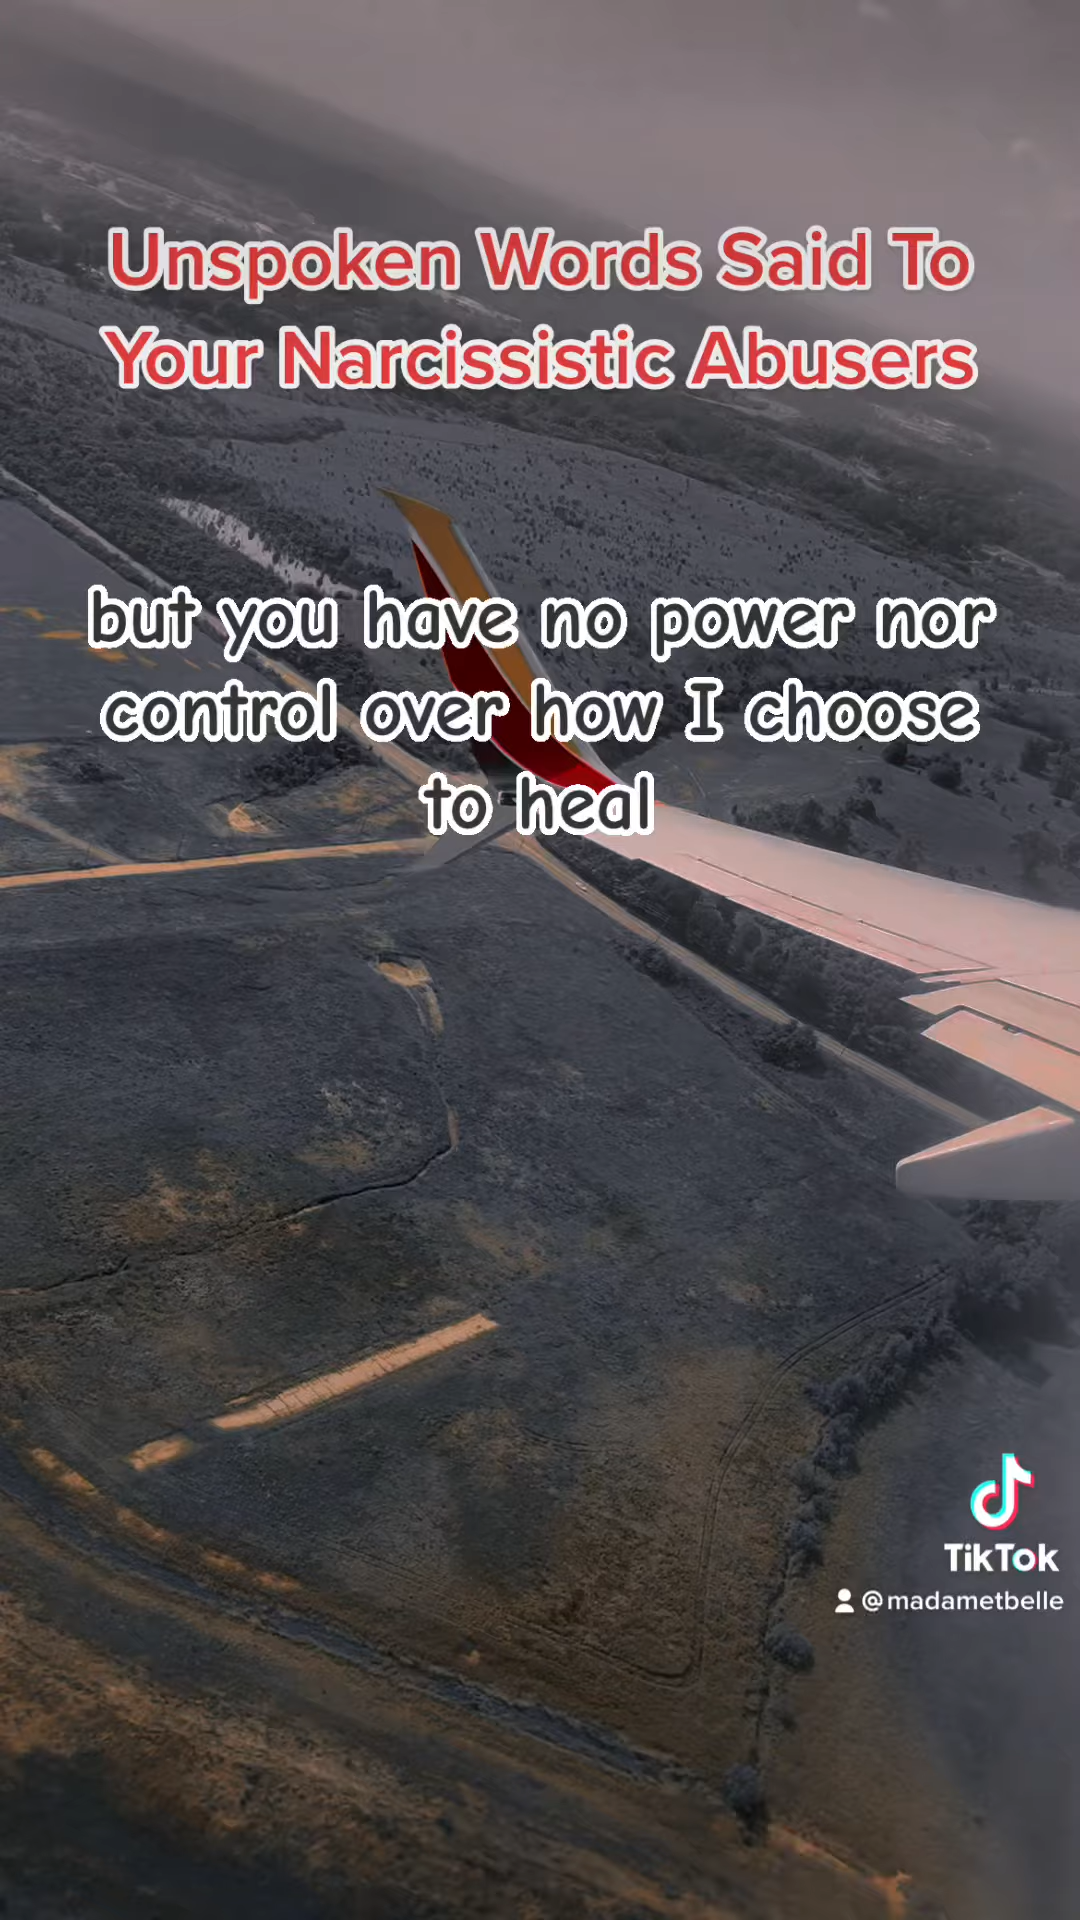 Unspoken Words Said To
Your Narcissistic Abusers
but you have no power nor
control over how I choose
to heal
TikTok
@madametbelle